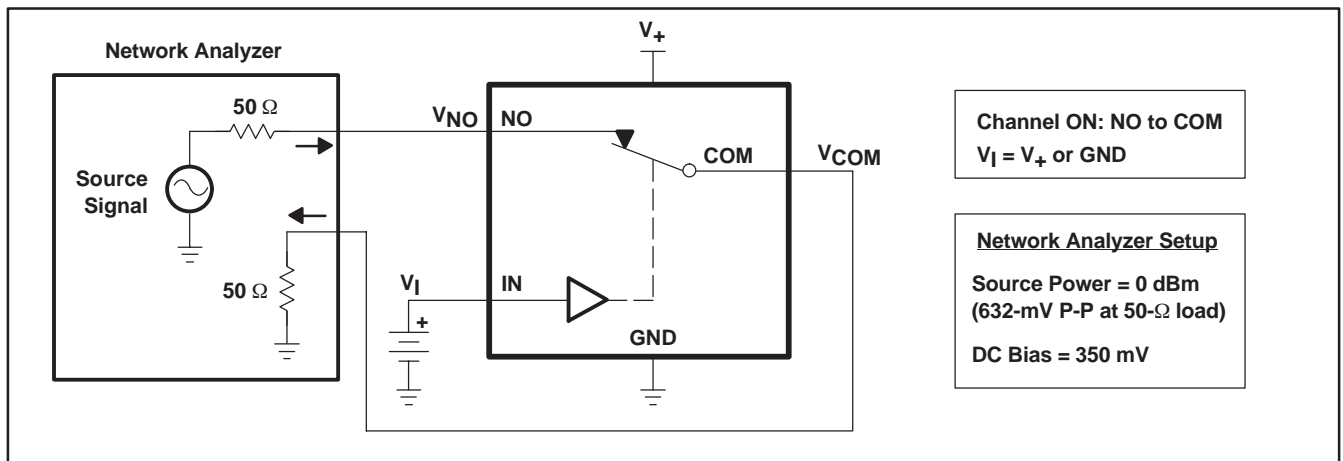 V+
Network Analyzer
50 Ω
VNO
NO
COM
VCOM
Source
Signal
50 Ω
VI
+
IN
GND
Channel ON: NO to COM
VI = V+ or GND
Network Analyzer Setup
Source Power = 0 dBm
(632-mV P-P at 50-Ω load)
DC Bias = 350 mV